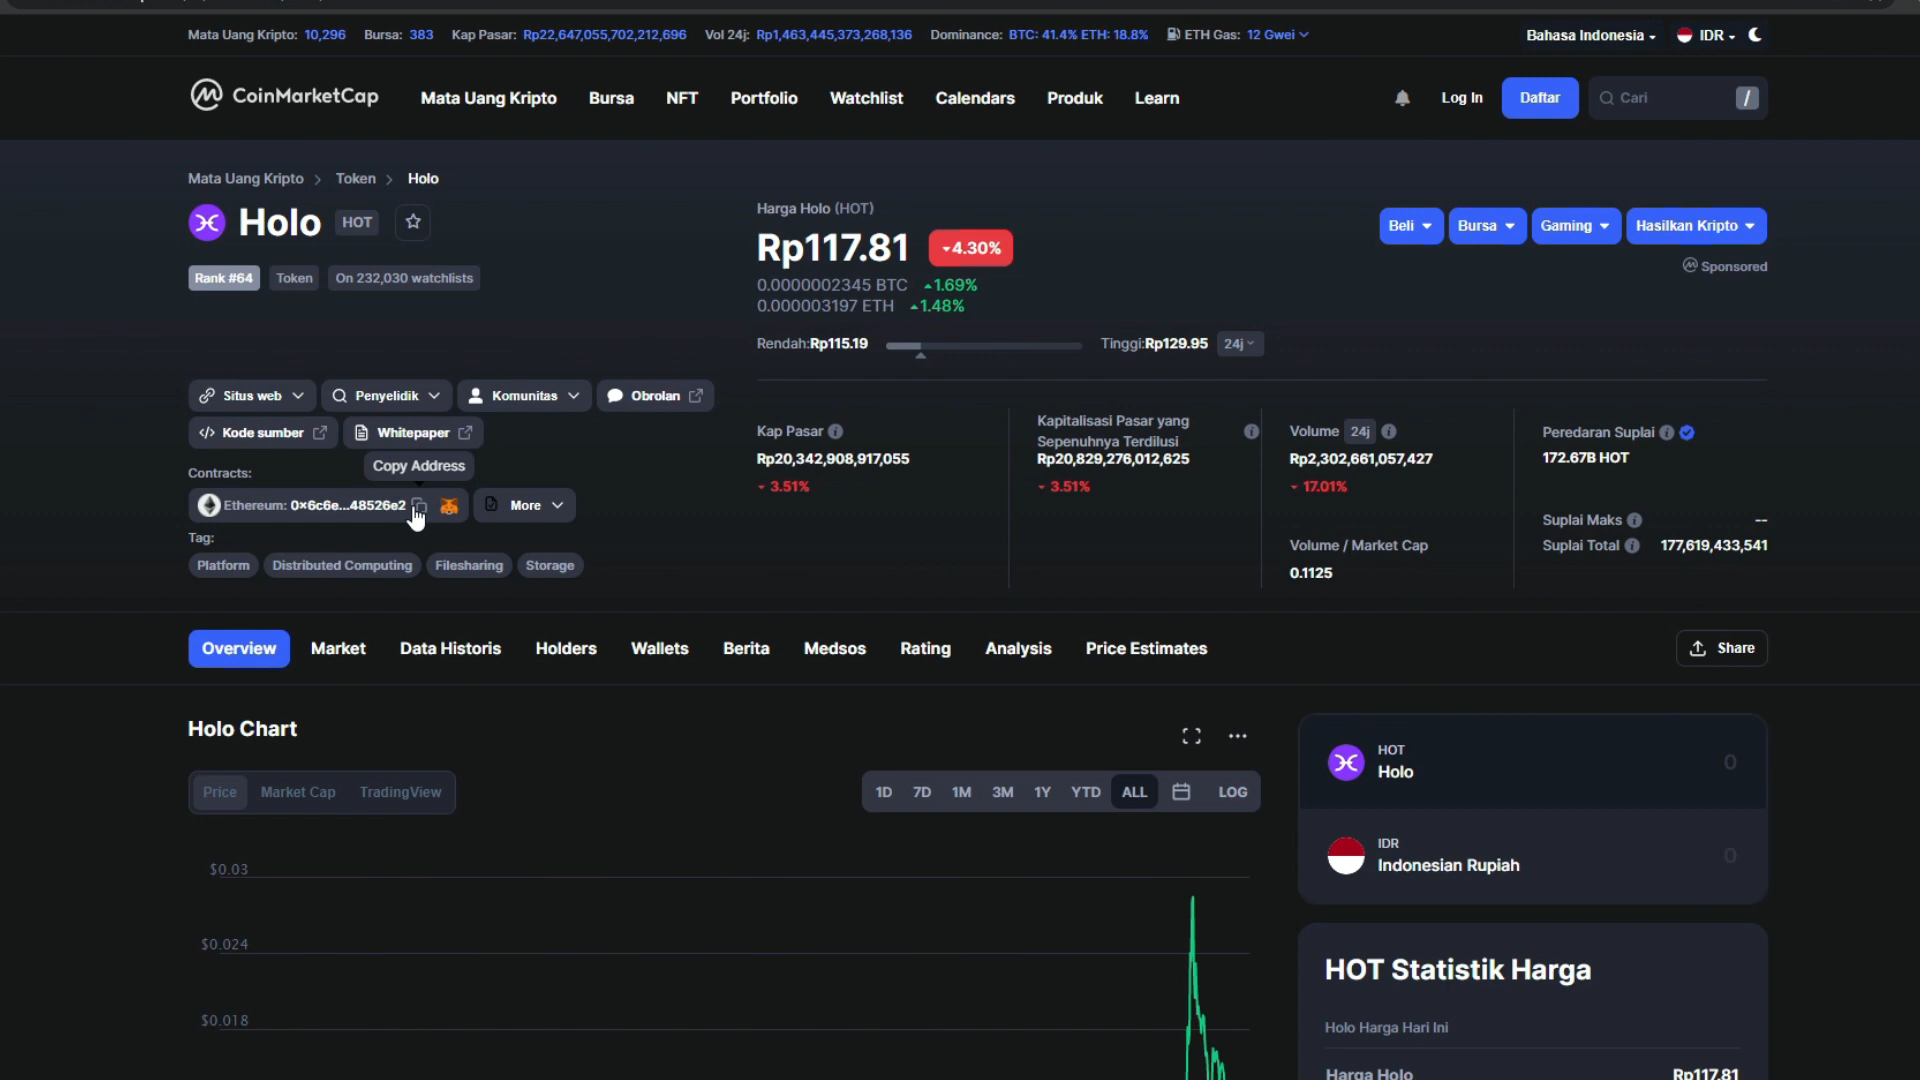 Mata Uang Kripto: 10,296 Bursa: 383 Kap Pasar: Rp22,647,055,702,212,696 Vol 24j: Rp1,463,445,373,268,136 Dominance: BTC: 41.4% ETH: 18.8% ETH Gas: 12 Gwei Bahasa Indonesia IDR
CoinMarketCap Mata Uang Kripto Bursa NFT Portfolio Watchlist Calendars Produk Learn Log In Daftar Cari /
Mata Uang Kripto > Token > Holo
Holo HOT
Rank #64 Token On 232,030 watchlists
Harga Holo (HOT)
Rp117.81 4.30%
0.0000002345 BTC 1.69%
0.000003197 ETH 1.48%
Rendah:Rp115.19 Tinggi:Rp129.95 24j
Beli Bursa Gaming Hasilkan Kripto
Sponsored
Situs web Penyelidik Komunitas Obrolan
Kode sumber Whitepaper
Copy Address
Contracts:
Ethereum: 0x6c6e...48526e2 More
Tag:
Platform Distributed Computing Filesharing Storage
Kap Pasar
Rp20,342,908,917,055
3.51%
Kapitalisasi Pasar yang
Sepenuhnya Terdilusi
Rp20,829,276,012,625
3.51%
Volume 24j
Rp2,302,661,057,427
17.01%
Volume / Market Cap
0.1125
Peredaran Suplai
172.67B HOT
Suplai Maks --
Suplai Total 177,619,433,541
Overview Market Data Historis Holders Wallets Berita Medsos Rating Analysis Price Estimates Share
Holo Chart
Price Market Cap TradingView 1D 7D 1M 3M 1Y YTD ALL LOG
$0.03
$0.024
$0.018
HOT
Holo 0
IDR
Indonesian Rupiah 0
HOT Statistik Harga
Holo Harga Hari Ini
Harga Holo Rp117.81